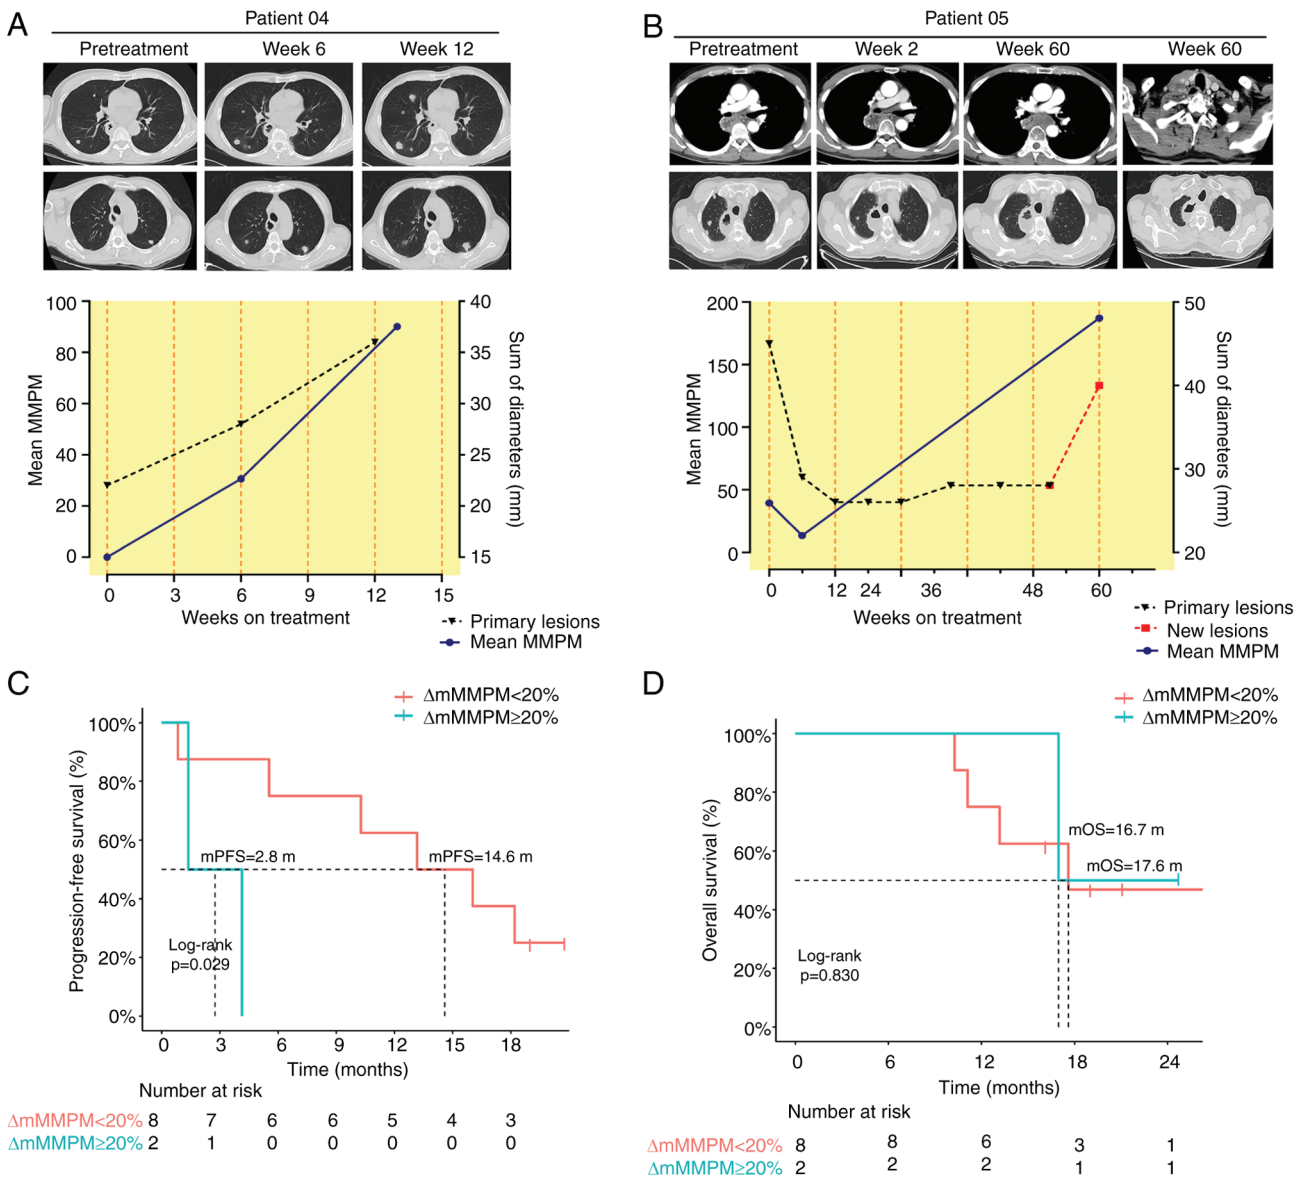 A
Patient 04
Pretreatment
Week 6
Week 12
100
80
60
40
20
0
Mean MMPM
40
35
30
25
20
15
Sum of diameters (mm)
0 3 6 9 12 15
Weeks on treatment
Primary lesions
Mean MMPM
B
Patient 05
Pretreatment
Week 2
Week 60
Week 60
200
150
100
50
0
Mean MMPM
50
40
30
20
Sum of diameters (mm)
0 12 24 36 48 60
Weeks on treatment
Primary lesions
New lesions
Mean MMPM
C
ΔmMMPM<20%
ΔmMMPM≥20%
100%
80%
60%
40%
20%
0%
Progression-free survival (%)
mPFS=2.8 m
mPFS=14.6 m
Log-rank
p=0.029
0 3 6 9 12 15 18
Time (months)
Number at risk
ΔmMMPM<20% 8 7 6 6 5 4 3
ΔmMMPM≥20% 2 1 0 0 0 0 0
D
ΔmMMPM<20%
ΔmMMPM≥20%
100%
80%
60%
40%
20%
0%
Overall survival (%)
mOS=16.7 m
mOS=17.6 m
Log-rank
p=0.830
0 6 12 18 24
Time (months)
Number at risk
ΔmMMPM<20% 8 8 6 3 1
ΔmMMPM≥20% 2 2 2 1 1